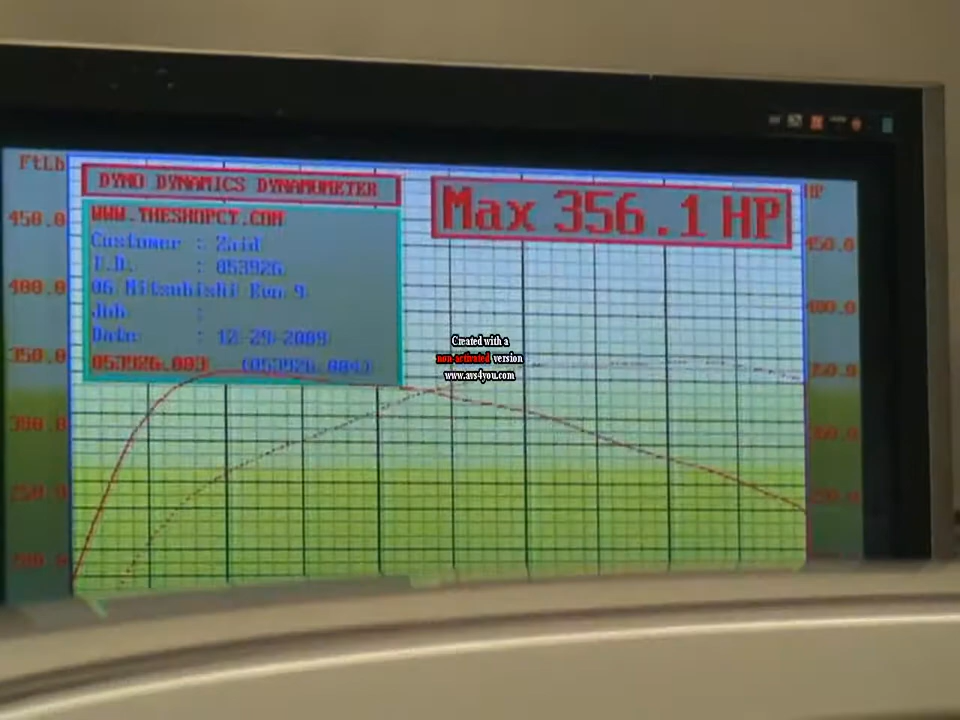 FtLb
HP
DYNO DYNAMICS DYNAMOMETER
Max 356.1 HP
WWW.THESHOPCT.COM
Customer : Zaid
I.D. : 053926
06 Mitsubishi Evo 9
Job :
Date: : 12-29-2009
053926.003 (053926.004)
450.0
400.0
350.0
300.0
250.0
200.0
450.0
400.0
350.0
300.0
250.0
Created with a
non-activated version
www.avs4you.com